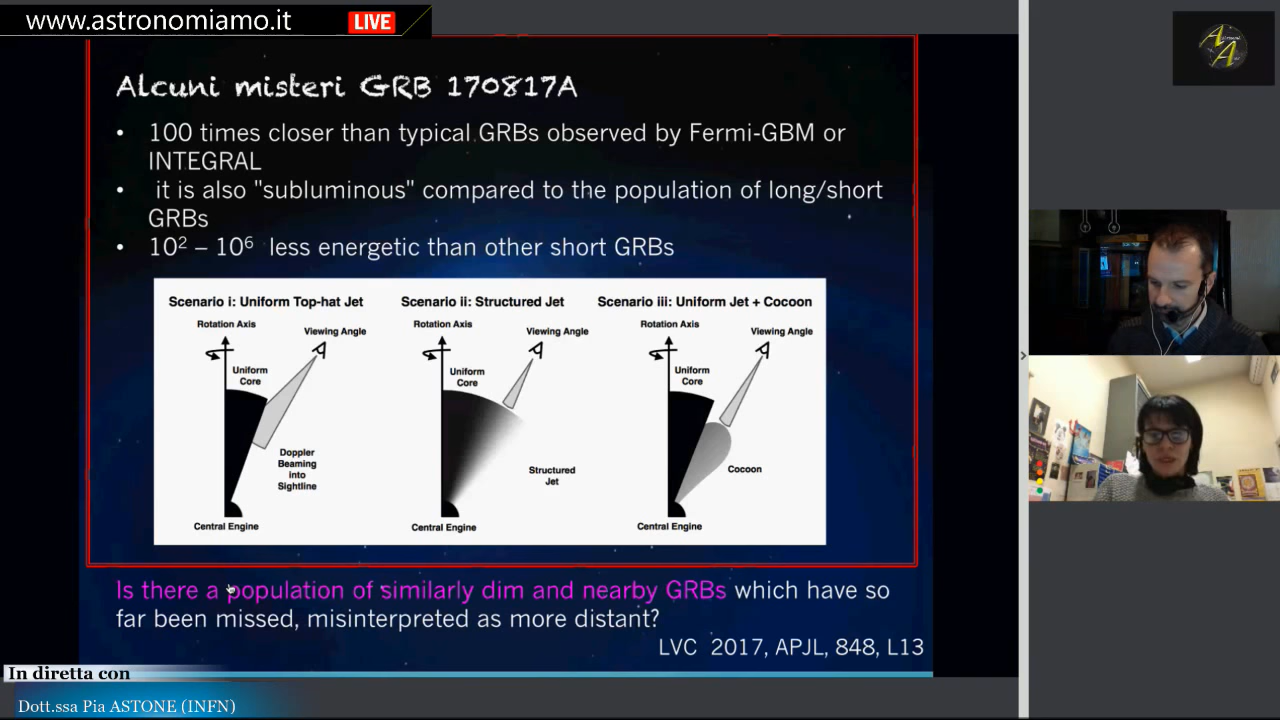 www.astronomiamo.it LIVE
Alcuni misteri GRB 170817A
• 100 times closer than typical GRBs observed by Fermi-GBM or
INTEGRAL
• it is also "subluminous" compared to the population of long/short
GRBs
• 10² – 10⁶ less energetic than other short GRBs
Scenario i: Uniform Top-hat Jet
Rotation Axis
Viewing Angle
Uniform
Core
Doppler
Beaming
into
Sightline
Central Engine
Scenario ii: Structured Jet
Rotation Axis
Viewing Angle
Uniform
Core
Structured
Jet
Central Engine
Scenario iii: Uniform Jet + Cocoon
Rotation Axis
Viewing Angle
Uniform
Core
Cocoon
Central Engine
Is there a population of similarly dim and nearby GRBs which have so
far been missed, misinterpreted as more distant?
LVC 2017, APJL, 848, L13
In diretta con
Dott.ssa Pia ASTONE (INFN)